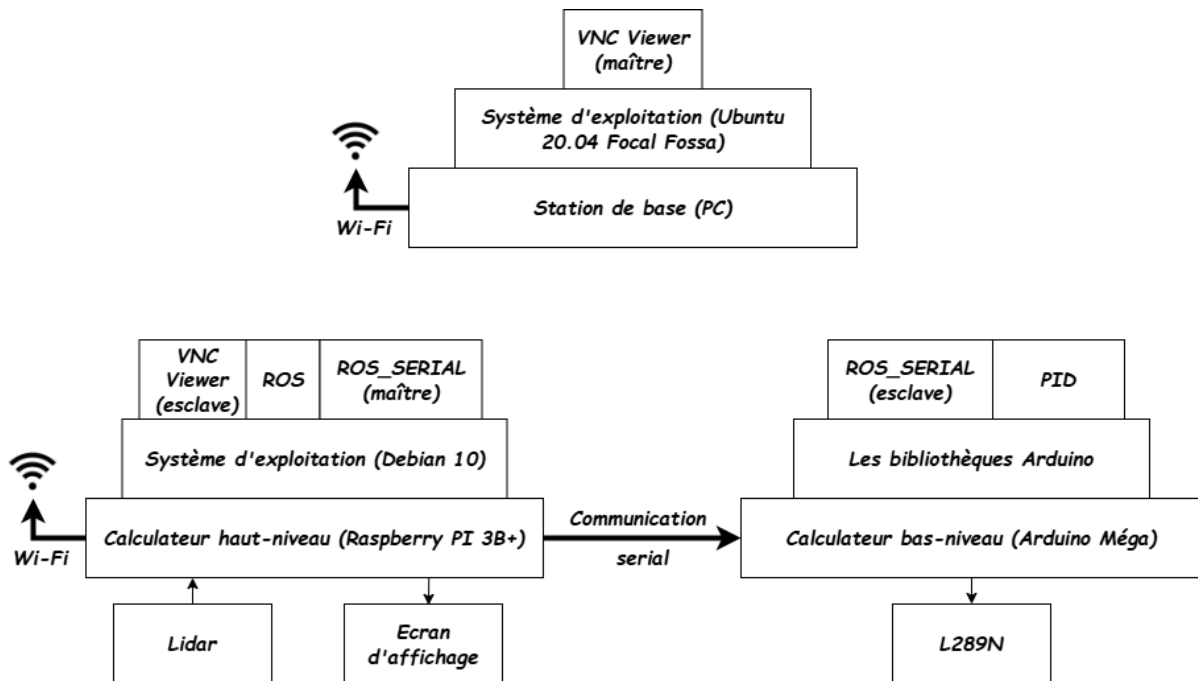 VNC Viewer
(maître)
Système d'exploitation (Ubuntu
20.04 Focal Fossa)
Station de base (PC)
Wi-Fi
VNC
Viewer
(esclave)
ROS
ROS_SERIAL
(maître)
Système d'exploitation (Debian 10)
Calculateur haut-niveau (Raspberry PI 3B+)
Wi-Fi
Lidar
Ecran
d'affichage
Communication
serial
ROS_SERIAL
(esclave)
PID
Les bibliothèques Arduino
Calculateur bas-niveau (Arduino Méga)
L289N